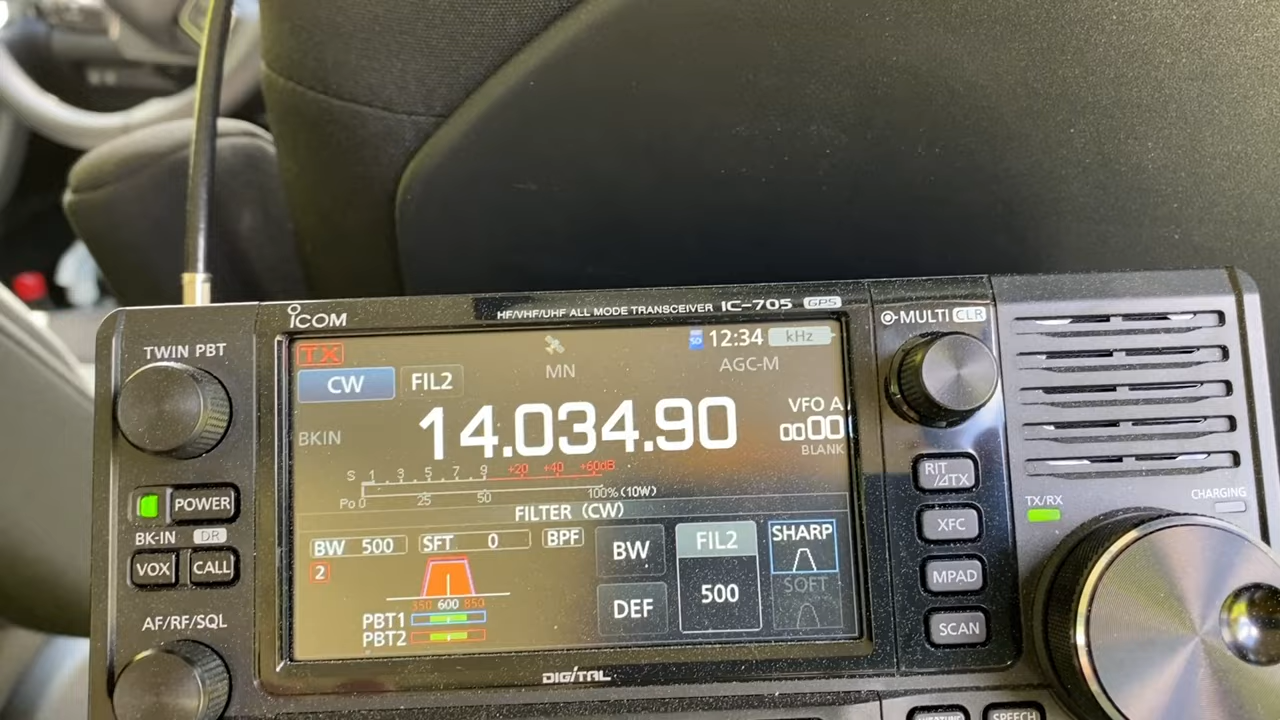 ICOM
HF/VHF/UHF ALL MODE TRANSCEIVER IC-705 GPS
TWIN PBT
TX
12:34 kHz
MN
AGC-M
CW FIL2
14.034.90
BKIN
VFO A
00
BLANK
S 1 3 5 7 9 +20 +40 +60dB
Po 0 25 50 100% (10W)
FILTER (CW)
BW 500 SFT 0 BPF
2
350 600 850
PBT1
PBT2
BW
DEF
FIL2
500
SHARP
SOFT
DIGITAL
POWER
BK-IN DR
VOX CALL
AF/RF/SQL
MULTI CLR
RIT
/⊿TX
XFC
MPAD
SCAN
TX/RX
CHARGING
SPEECH